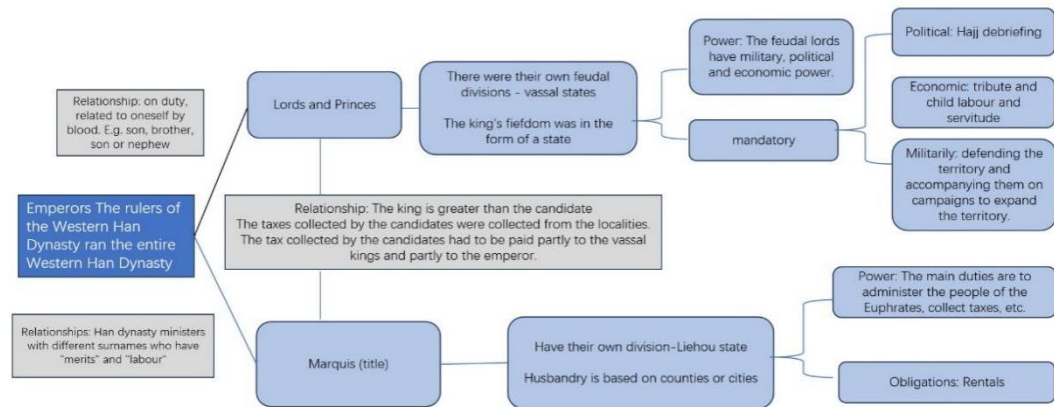 Relationship: on duty,
related to oneself by
blood. E.g. son, brother,
son or nephew
Emperors The rulers of
the Western Han
Dynasty ran the entire
Western Han Dynasty
Relationships: Han dynasty ministers
with different surnames who have
"merits" and "labour"
Lords and Princes
Relationship: The king is greater than the candidate
The taxes collected by the candidates were collected from the localities.
The tax collected by the candidates had to be paid partly to the vassal
kings and partly to the emperor.
Marquis (title)
There were their own feudal
divisions - vassal states
The king's fiefdom was in the
form of a state
Have their own division-Liehou state
Husbandry is based on counties or cities
Power: The feudal lords
have military, political
and economic power.
mandatory
Political: Hajj debriefing
Economic: tribute and
child labour and
servitude
Militarily: defending the
territory and
accompanying them on
campaigns to expand
the territory.
Power: The main duties are to
administer the people of the
Euphrates, collect taxes, etc.
Obligations: Rentals